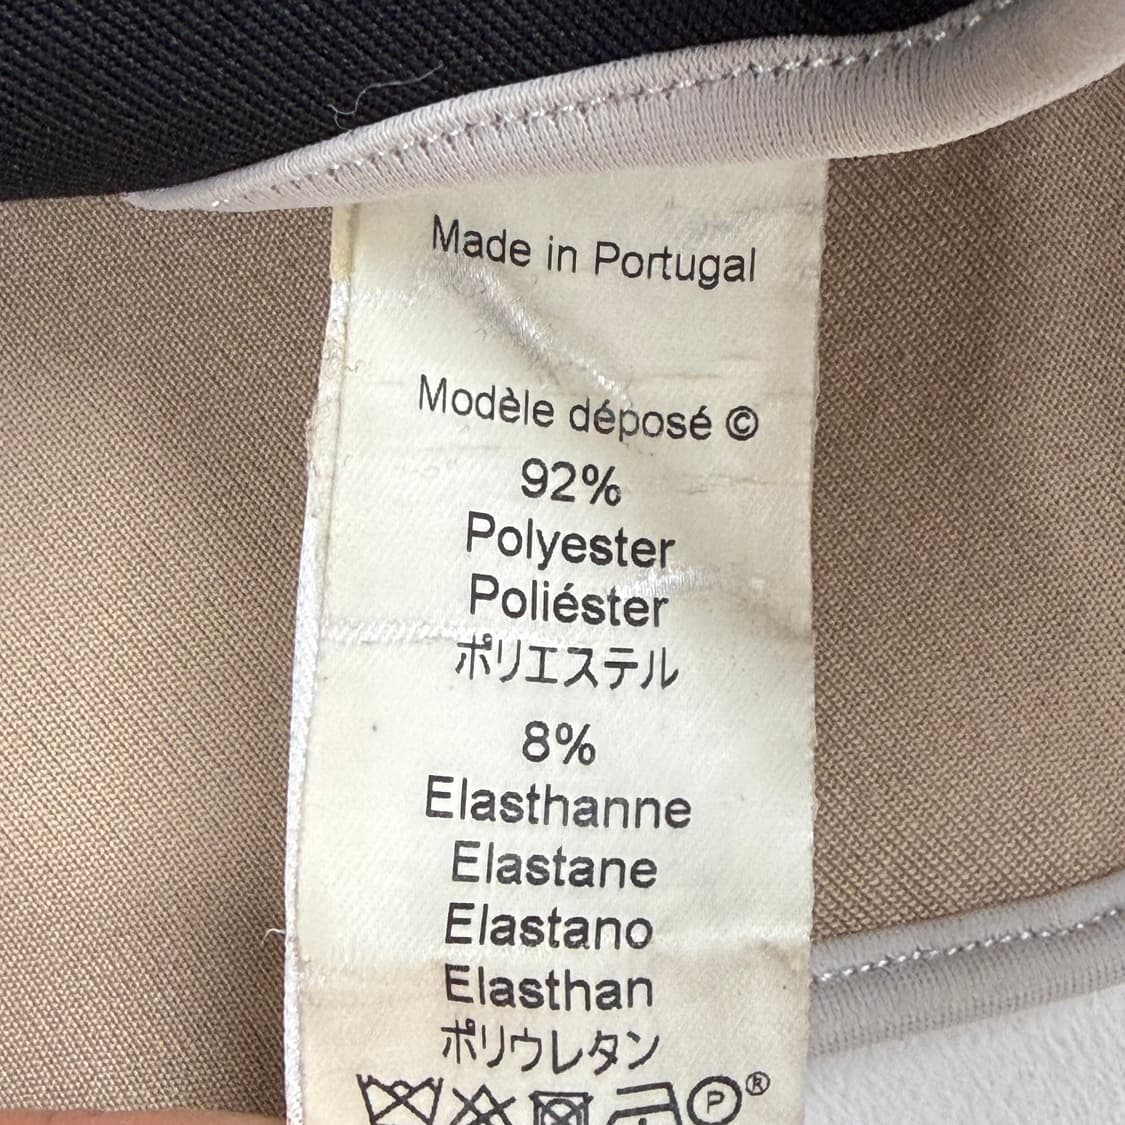 Made in Portugal
Modèle déposé ©
92%
Polyester
Poliéster
ポリエステル
8%
Elasthanne
Elastane
Elastano
Elasthan
ポリウレタン
P ®